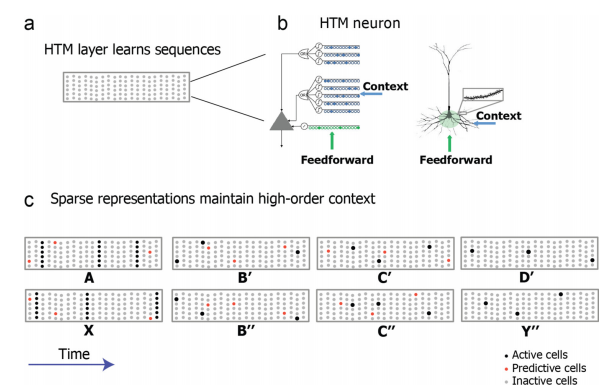 a
HTM layer learns sequences
b
HTM neuron
Context
Feedforward
Context
Feedforward
c
Sparse representations maintain high-order context
A
B′
C′
D′
X
B′′
C′′
Y′′
Time
Active cells
Predictive cells
Inactive cells